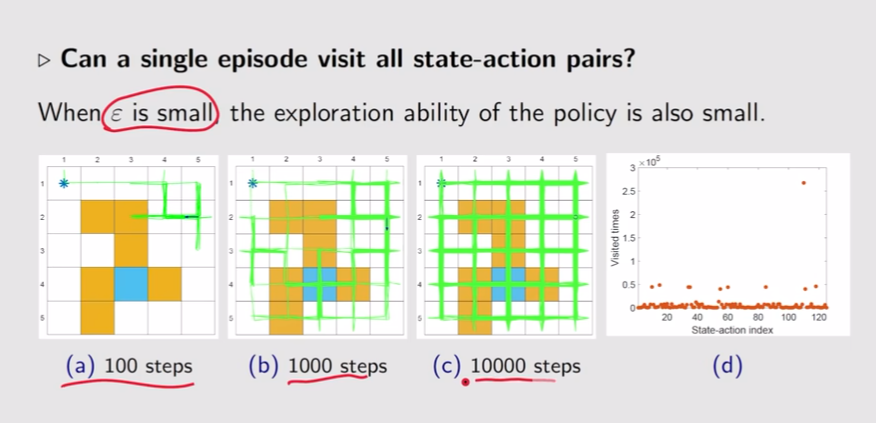 ▷ Can a single episode visit all state-action pairs?
When ε is small, the exploration ability of the policy is also small.
1 2 3 4 5
1
2
3
4
5
1 2 3 4 5
1
2
3
4
5
1 2 3 4 5
1
2
3
4
5
×10⁵
3
2.5
2
1.5
1
0.5
0
Visited times
20 40 60 80 100 120
State-action index
(a) 100 steps
(b) 1000 steps
(c) 10000 steps
(d)